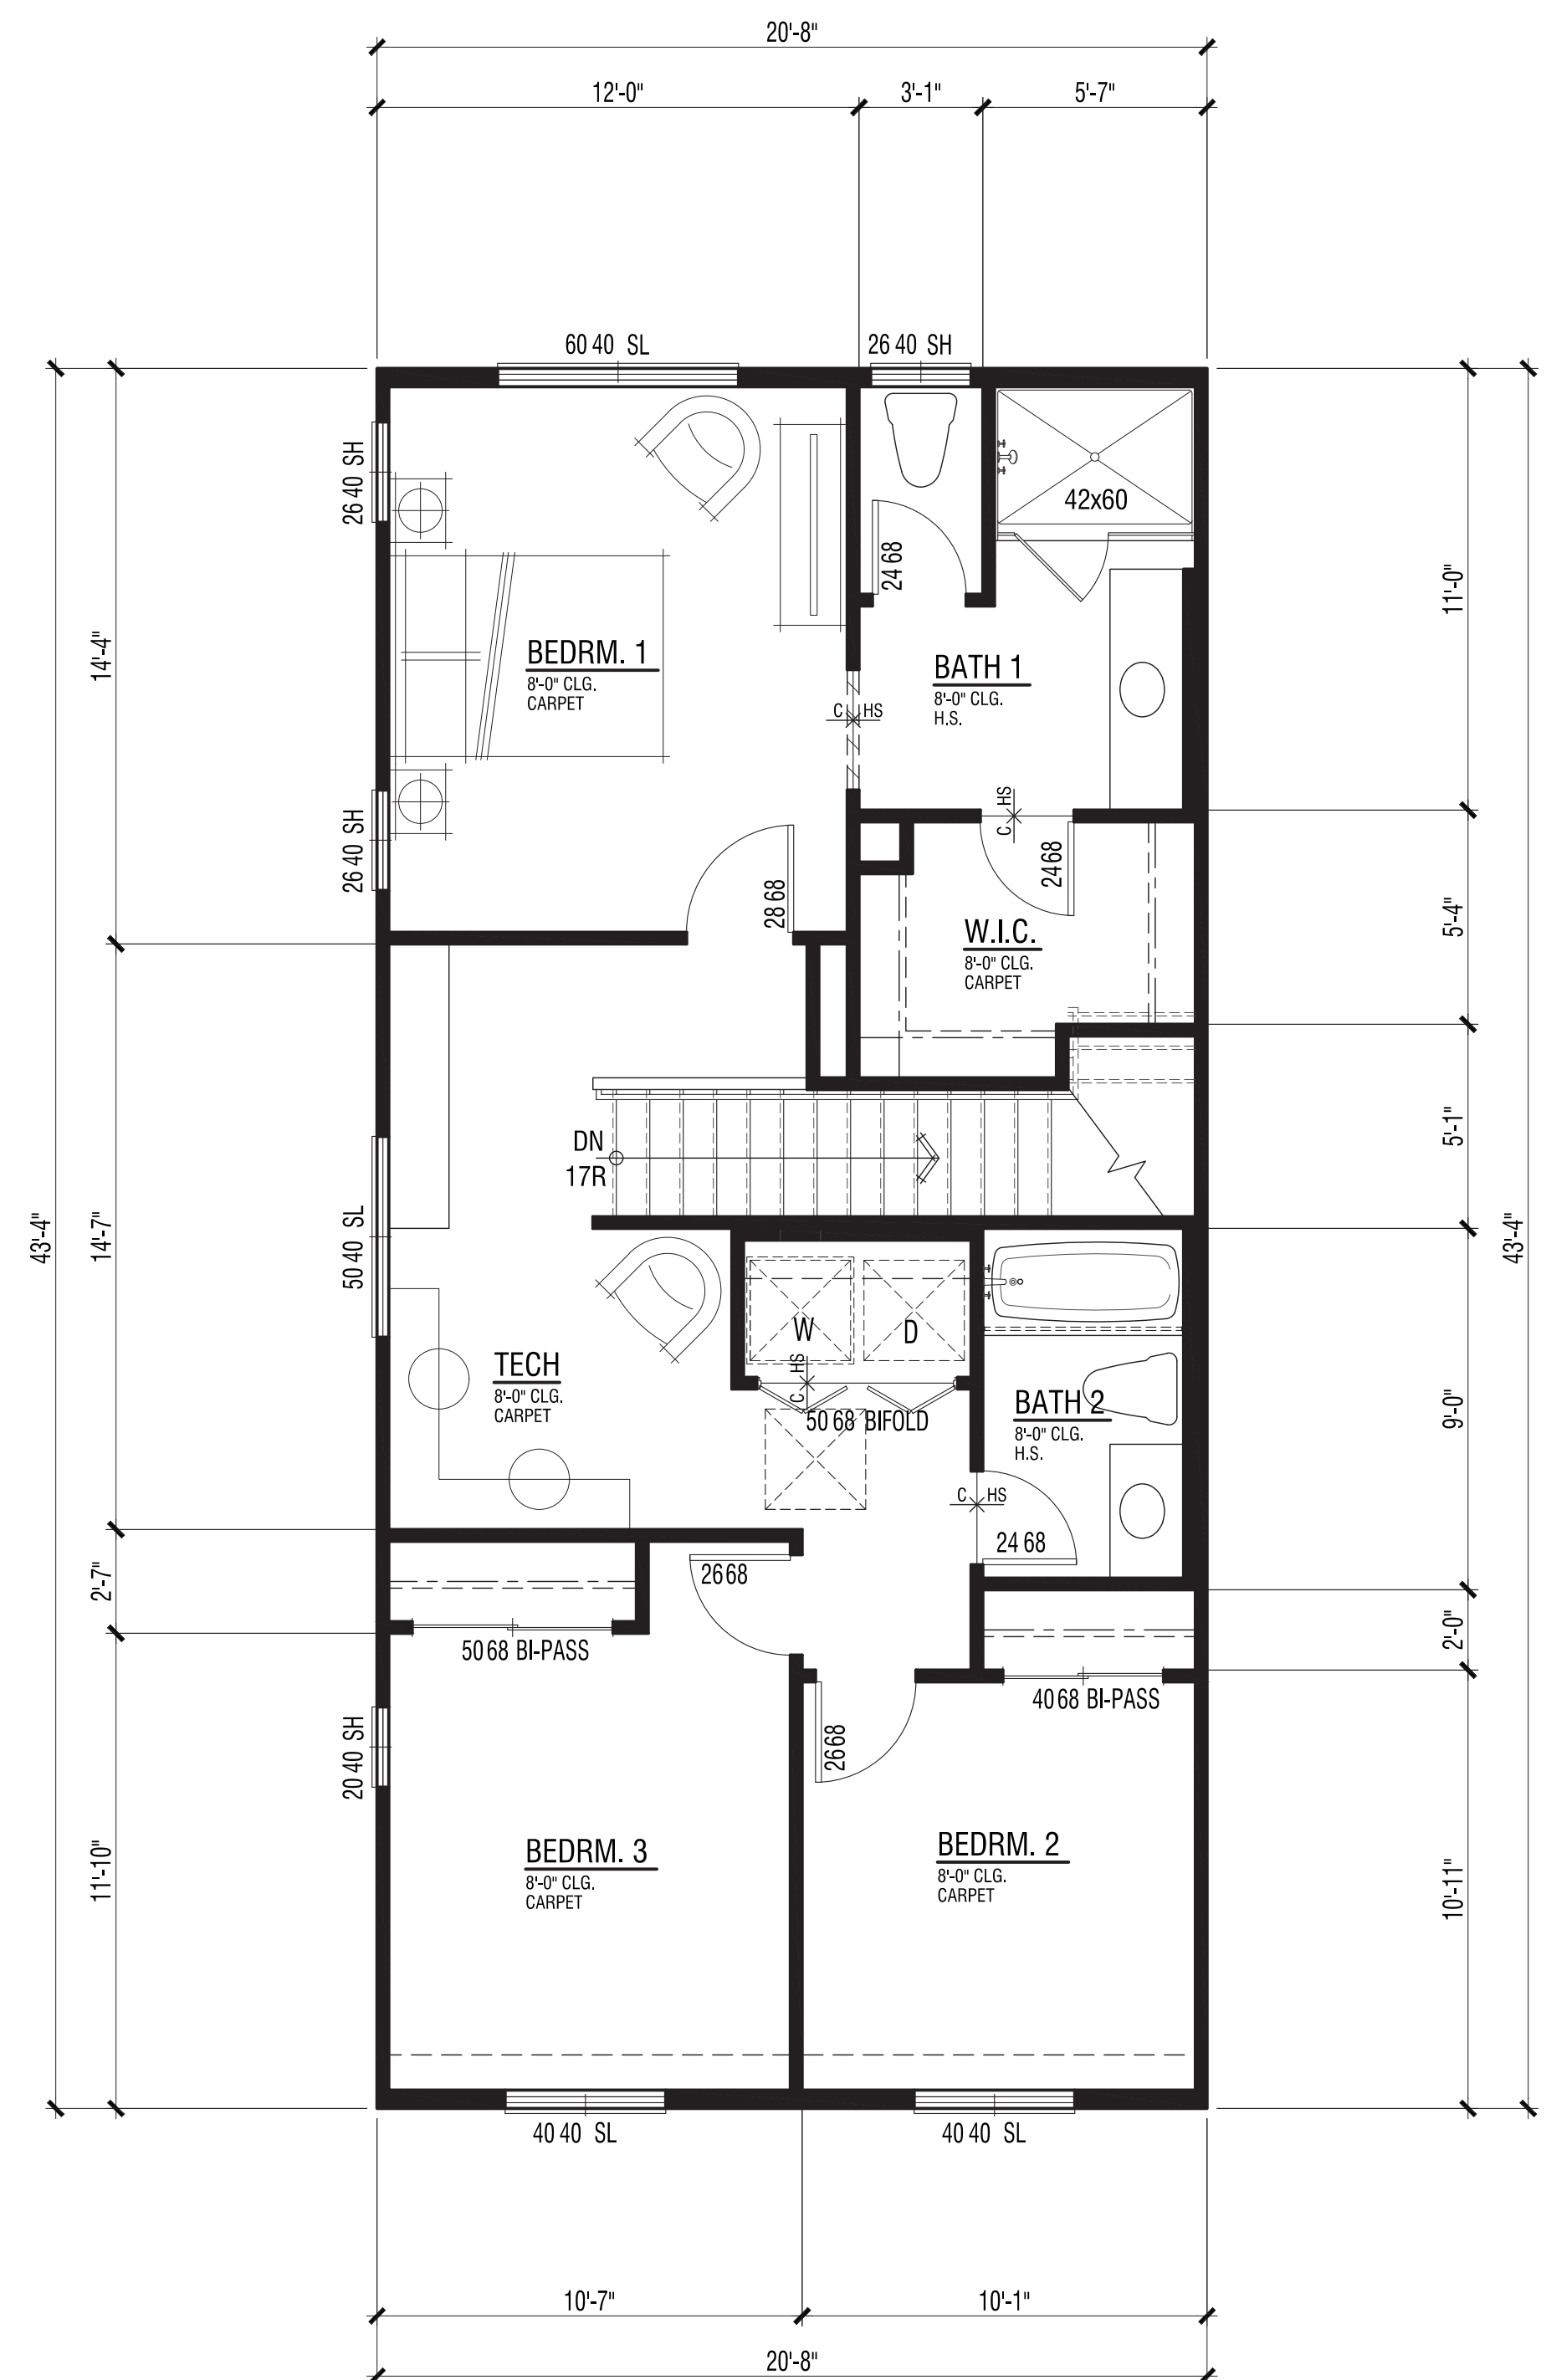 20'-8"
12'-0" 3'-1" 5'-7"
60 40 SL
26 40 SH
26 40 SH
42x60
24 68
11'-0"
14'-4"
BEDRM. 1
8'-0" CLG.
CARPET
BATH 1
8'-0" CLG.
H.S.
C HS
C HS
26 40 SH
28 68
24 68
W.I.C.
8'-0" CLG.
CARPET
5'-4"
DN
17R
5'-1"
43'-4"
14'-7"
50 40 SL
43'-4"
W
D
C HS
50 68 BIFOLD
TECH
8'-0" CLG.
CARPET
BATH 2
8'-0" CLG.
H.S.
9'-0"
C HS
24 68
26 68
2'-7"
50 68 BI-PASS
2'-0"
40 68 BI-PASS
20 40 SH
26 68
BEDRM. 3
8'-0" CLG.
CARPET
BEDRM. 2
8'-0" CLG.
CARPET
11'-10"
10'-11"
40 40 SL
40 40 SL
10'-7" 10'-1"
20'-8"